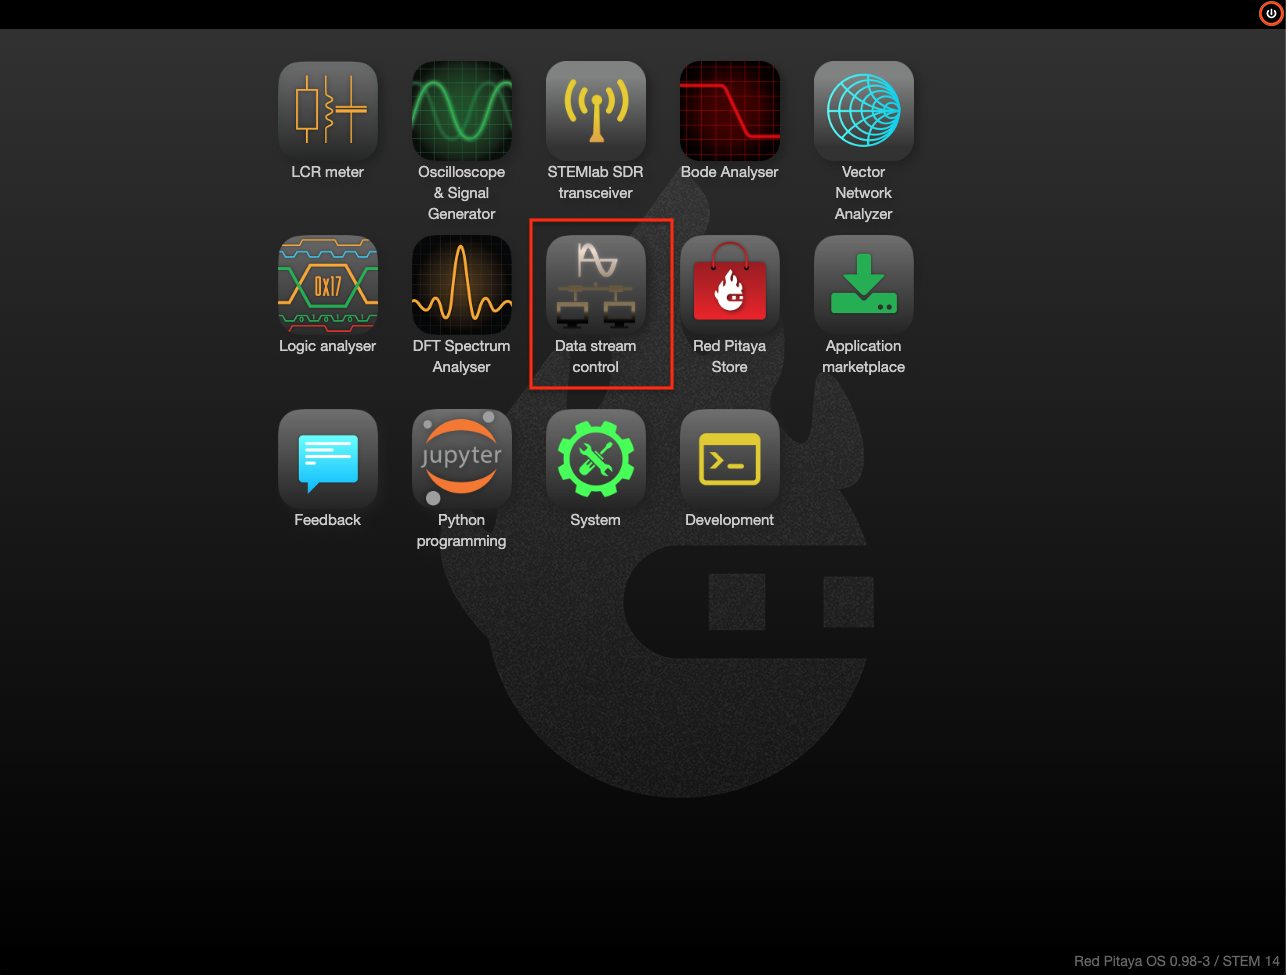 LCR meter
Oscilloscope
& Signal
Generator
STEMlab SDR
transceiver
Bode Analyser
Vector
Network
Analyzer
0x17
Logic analyser
DFT Spectrum
Analyser
Data stream
control
Red Pitaya
Store
Application
marketplace
Feedback
jupyter
Python
programming
System
>_
Development
Red Pitaya OS 0.98-3 / STEM 14